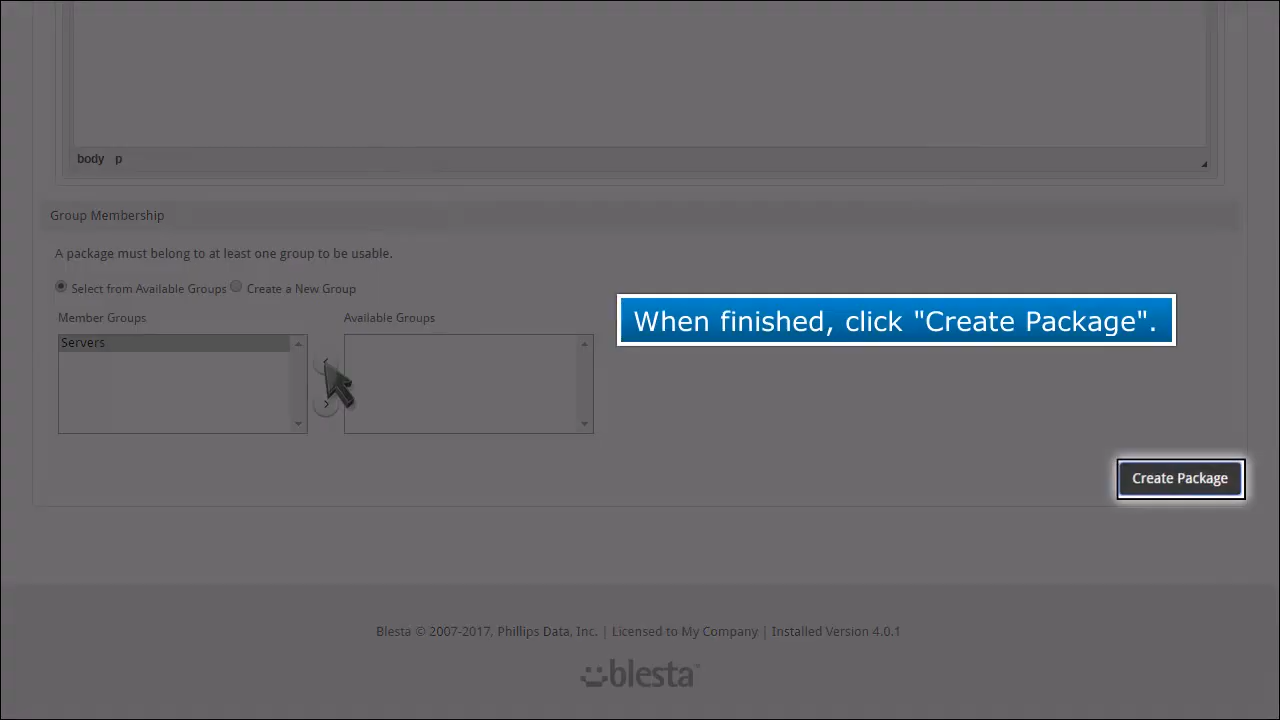 body p
Group Membership
A package must belong to at least one group to be usable.
Select from Available Groups Create a New Group
Member Groups Available Groups
Servers
When finished, click "Create Package".
Create Package
Blesta © 2007-2017, Phillips Data, Inc. | Licensed to My Company | Installed Version 4.0.1
blesta